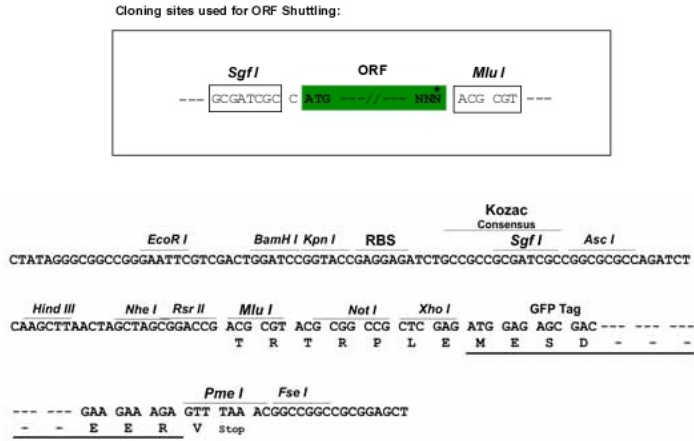 Cloning sites used for ORF Shuttling:
Sgf I ORF Mlu I
--- GCGATCGC C ATG ---//--- NNN* ACG CGT ---
Kozac
Consensus
EcoR I BamH I Kpn I RBS Sgf I Asc I
CTATAGGGCGGCCGGGAATTCGTCGACTGGATCCGGTACCGAGGAGATCTGCCGCCGCGATCGCCGGCGCGCCAGATCT
Hind III Nhe I Rsr II Mlu I Not I Xho I GFP Tag
CAAGCTTAACTAGCTAGCGGACCG ACG CGT ACG CGG CCG CTC GAG ATG GAG AGC GAC--- --- ---
T R T R P L E M E S D - - -
Pme I Fse I
--- --- GAA GAA AGA GTT TAA ACGGCCGGCCGCGGAGCT
- - E E R V Stop